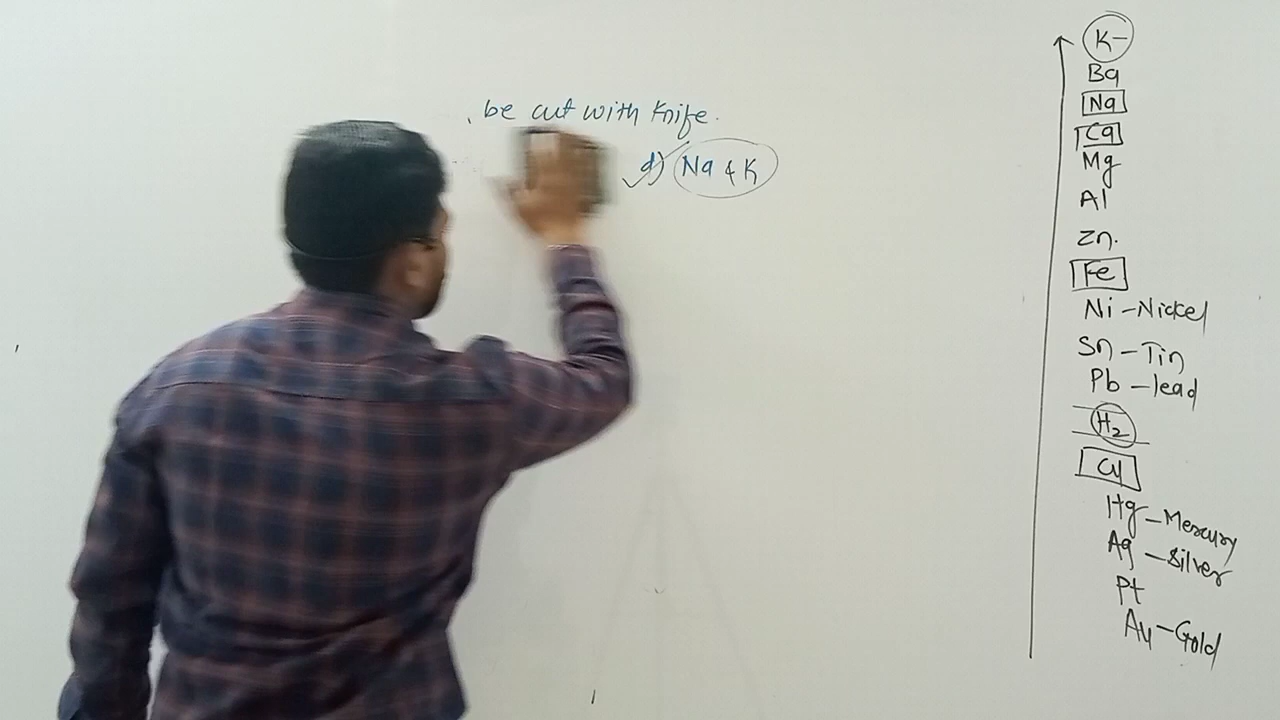 be cut with Knife.
d) Na & K
K
Ba
Na
Ca
Mg
Al
Zn.
Fe
Ni - Nickel
Sn - Tin
Pb - lead
H₂
Cu
Hg - Mercury
Ag - Silver
Pt
Au - Gold